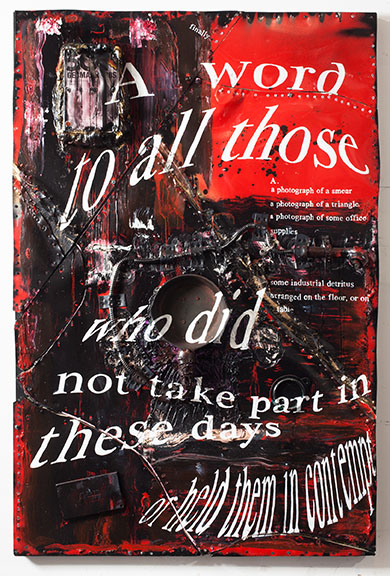 finally
A word
to all those
A.
a photograph of a smear
a photograph of a triangle
a photograph of some office
supplies
some industrial detritus
arranged on the floor, or on
who did
not take part in
these days
or held them in contempt